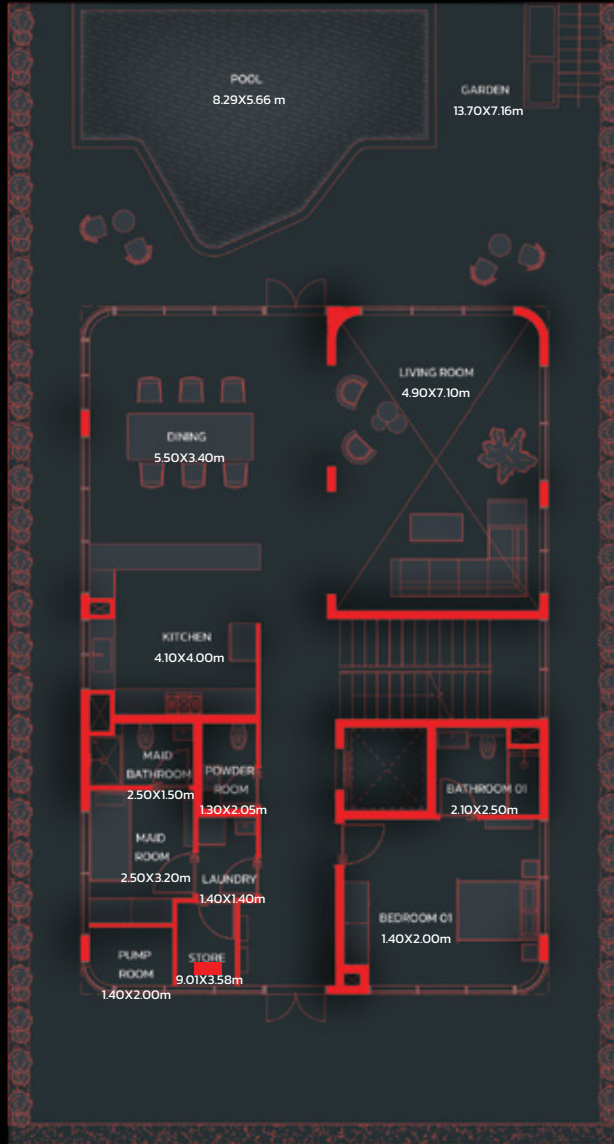 POOL
8.29X5.66 m
GARDEN
13.70X7.16m
LIVING ROOM
4.90X7.10m
DINING
5.50X3.40m
KITCHEN
4.10X4.00m
MAID
BATHROOM
2.50X1.50m
POWDER
ROOM
1.30X2.05m
BATHROOM 01
2.10X2.50m
MAID
ROOM
2.50X3.20m
LAUNDRY
1.40X1.40m
BEDROOM 01
1.40X2.00m
PUMP
ROOM
1.40X2.00m
STORE
9.01X3.58m